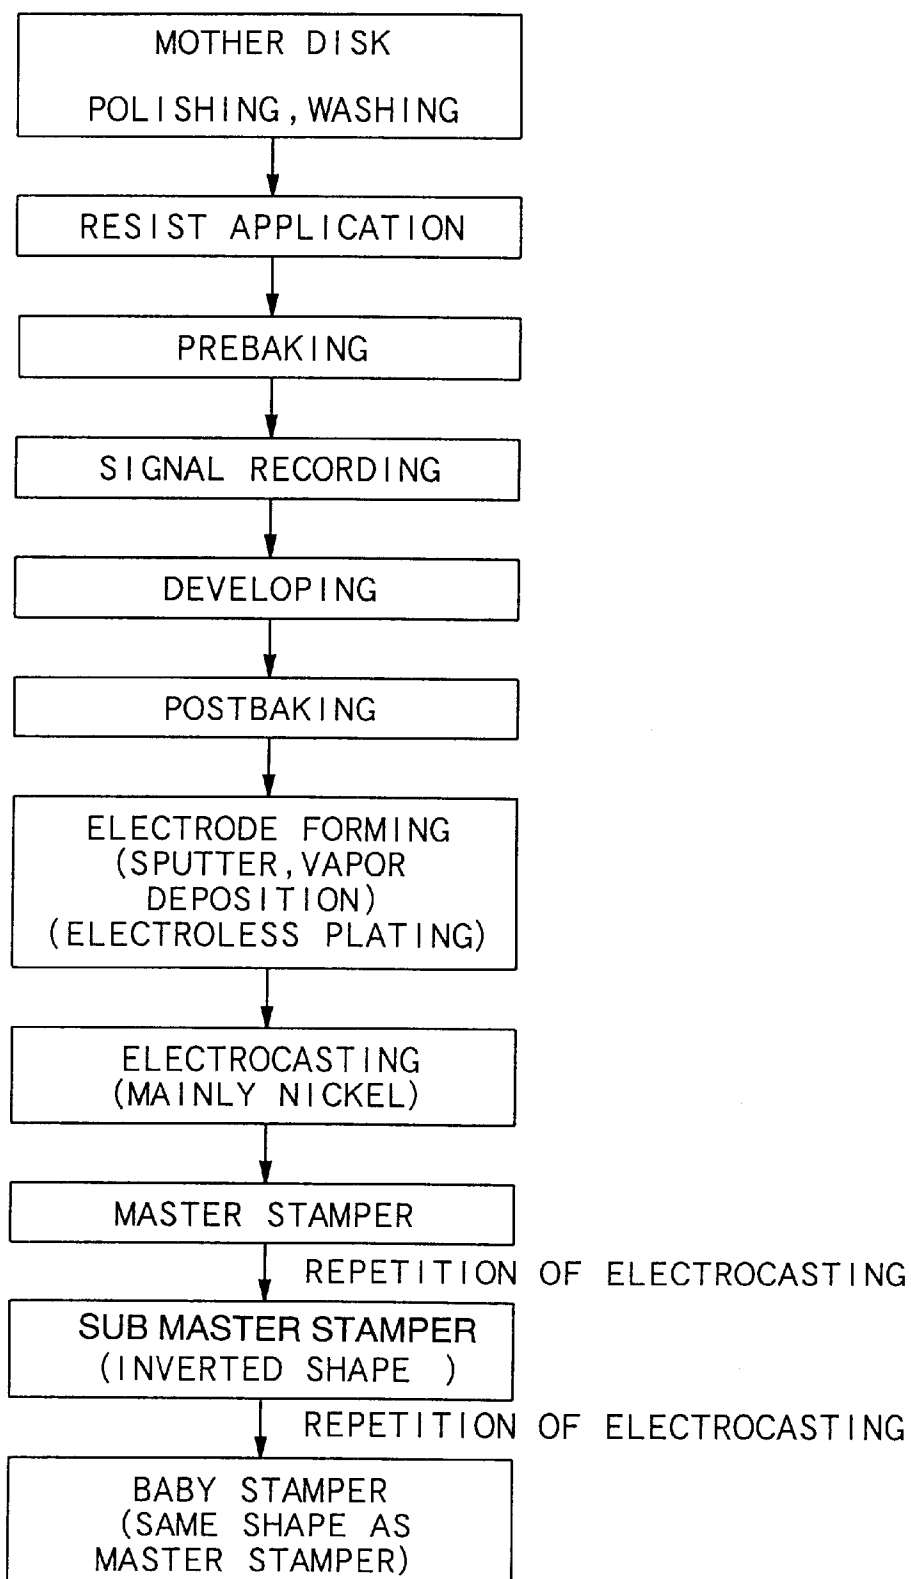 MOTHER DISK
POLISHING, WASHING
RESIST APPLICATION
PREBAKING
SIGNAL RECORDING
DEVELOPING
POSTBAKING
ELECTRODE FORMING
(SPUTTER, VAPOR
DEPOSITION)
(ELECTROLESS PLATING)
ELECTROCASTING
(MAINLY NICKEL)
MASTER STAMPER
REPETITION OF ELECTROCASTING
SUB MASTER STAMPER
(INVERTED SHAPE )
REPETITION OF ELECTROCASTING
BABY STAMPER
(SAME SHAPE AS
MASTER STAMPER)